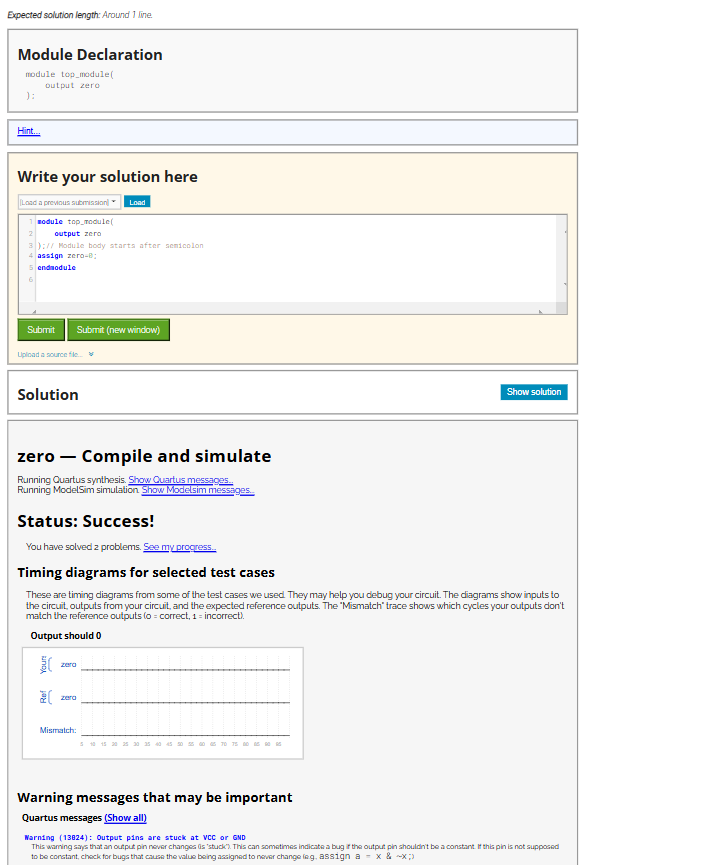 Expected solution length: Around 1 line.
Module Declaration
module top_module(
output zero
);
Hint...
Write your solution here
[Load a previous submission] Load
1 module top_module(
2 output zero
3 );// Module body starts after semicolon
4 assign zero=0;
5 endmodule
6
Submit Submit (new window)
Upload a source file...
Solution Show solution
zero — Compile and simulate
Running Quartus synthesis. Show Quartus messages...
Running ModelSim simulation. Show Modelsim messages...
Status: Success!
You have solved 2 problems. See my progress...
Timing diagrams for selected test cases
These are timing diagrams from some of the test cases we used. They may help you debug your circuit. The diagrams show inputs to
the circuit, outputs from your circuit, and the expected reference outputs. The "Mismatch" trace shows which cycles your outputs don't
match the reference outputs (0 = correct, 1 = incorrect).
Output should 0
Yours zero
Ref zero
Mismatch:
5 10 15 20 25 30 35 40 45 50 55 60 65 70 75 80 85 90 95
Warning messages that may be important
Quartus messages (Show all)
Warning (13024): Output pins are stuck at VCC or GND
This warning says that an output pin never changes (is "stuck"). This can sometimes indicate a bug if the output pin shouldn't be a constant. If this pin is not supposed
to be constant, check for bugs that cause the value being assigned to never change (e.g., assign a = x & ~x;)